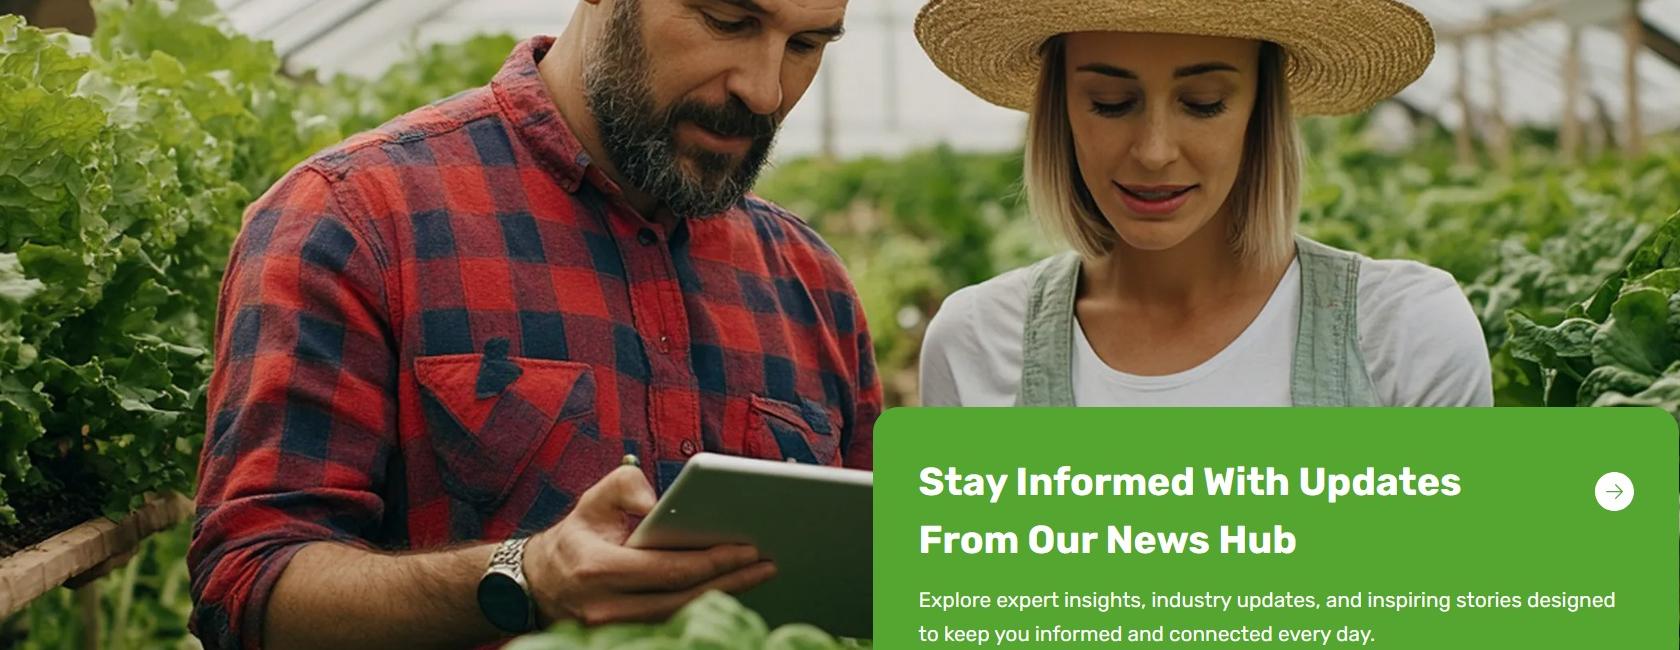 Stay Informed With Updates
From Our News Hub
Explore expert insights, industry updates, and inspiring stories designed
to keep you informed and connected every day.